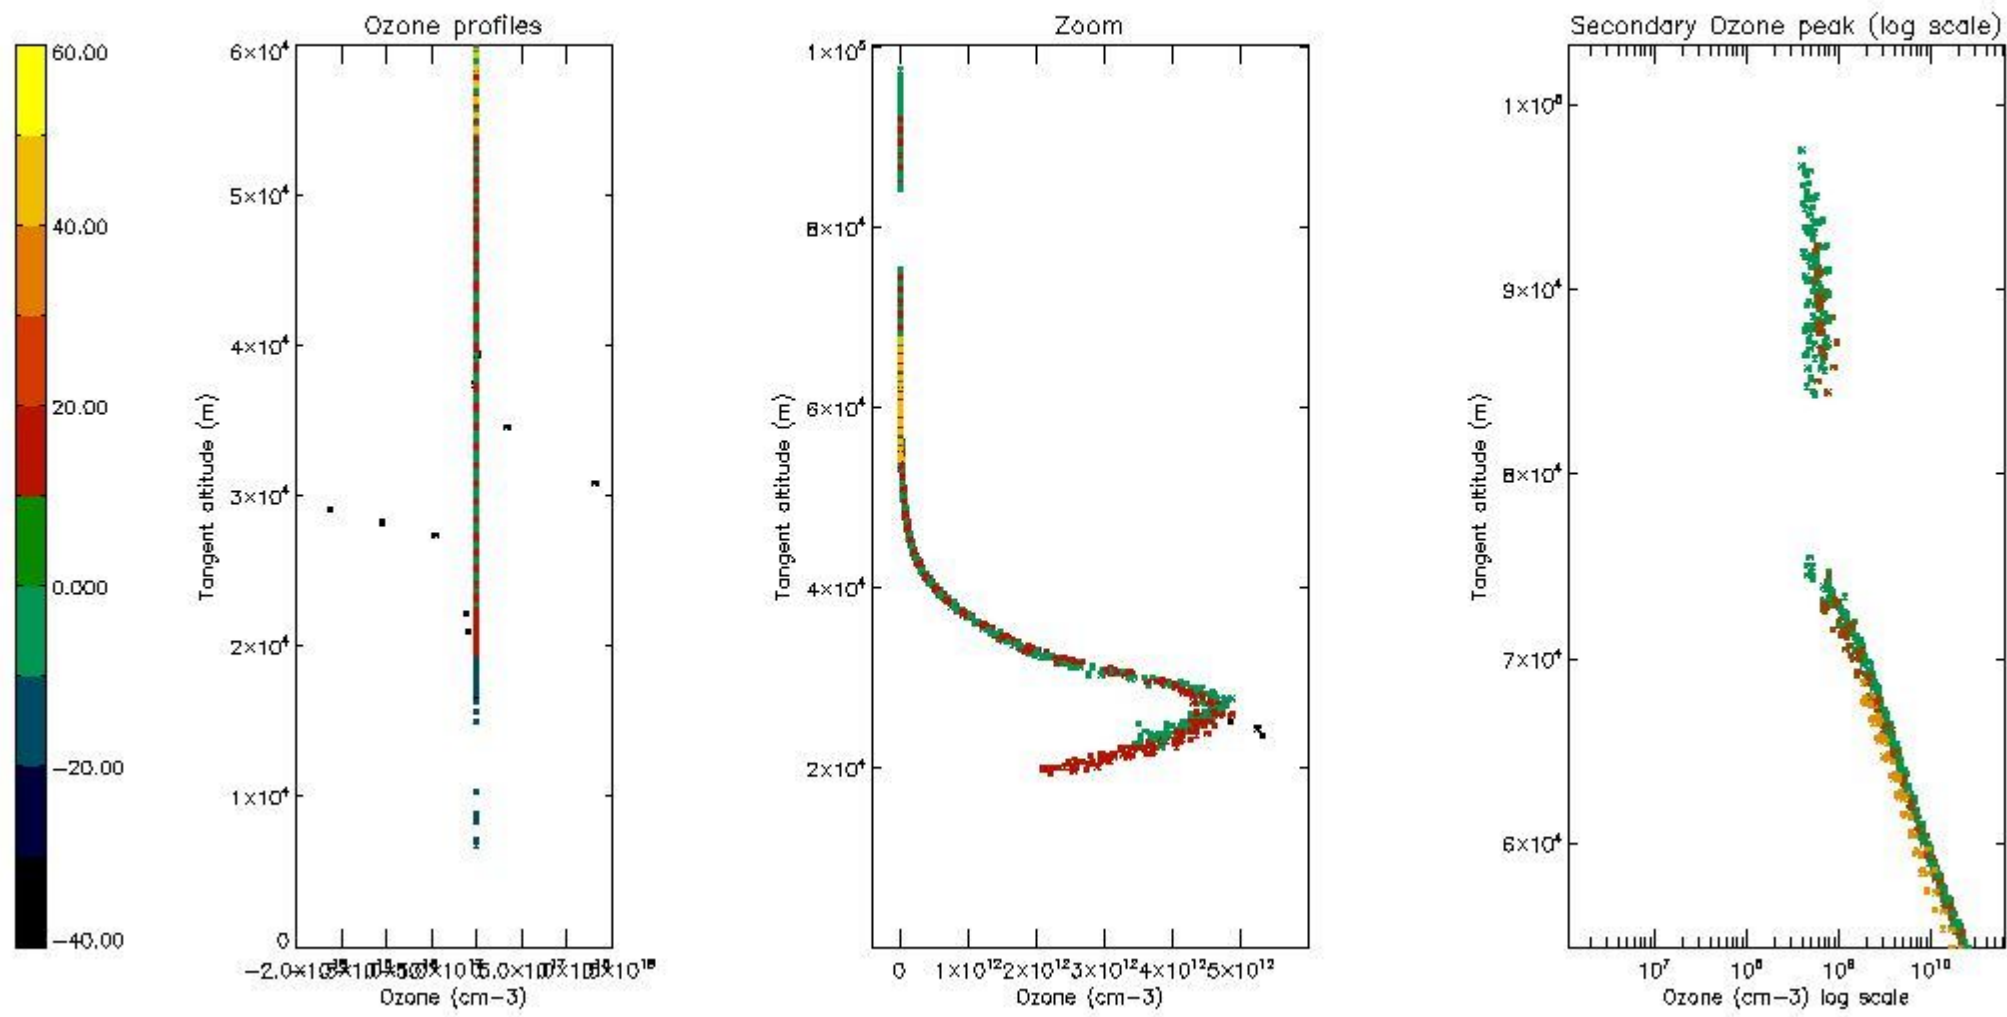 Ozone profiles
Zoom
Secondary Ozone peak (log scale)
60.00
40.00
20.00
0.000
−20.00
−40.00
6×10⁴
5×10⁴
4×10⁴
3×10⁴
2×10⁴
1×10⁴
0
Tangent altitude (m)
Ozone (cm−3)
1×10⁵
8×10⁴
6×10⁴
4×10⁴
2×10⁴
Tangent altitude (m)
0 1×10¹² 2×10¹² 3×10¹² 4×10¹² 5×10¹²
Ozone (cm−3)
9×10⁴
8×10⁴
7×10⁴
6×10⁴
Tangent altitude (m)
10⁷ 10⁸ 10⁹ 10¹⁰
Ozone (cm−3) log scale